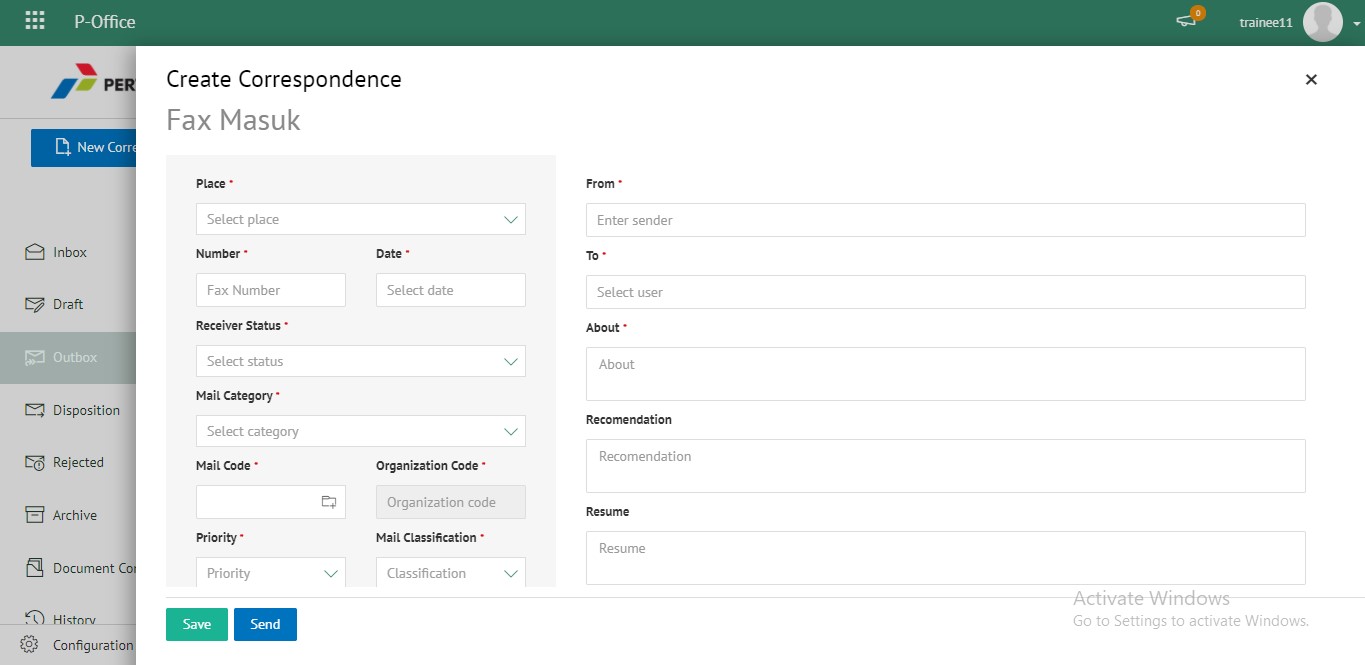 P-Office
0
trainee11
PER
New Corre
Inbox
Draft
Outbox
Disposition
Rejected
Archive
Document Cor
History
Configuration
Create Correspondence
Fax Masuk
Place *
Select place
Number *
Date *
Fax Number
Select date
Receiver Status *
Select status
Mail Category *
Select category
Mail Code *
Organization Code *
Organization code
Priority *
Mail Classification *
Priority
Classification
From *
Enter sender
To *
Select user
About *
About
Recomendation
Recomendation
Resume
Resume
Save
Send
Activate Windows
Go to Settings to activate Windows.